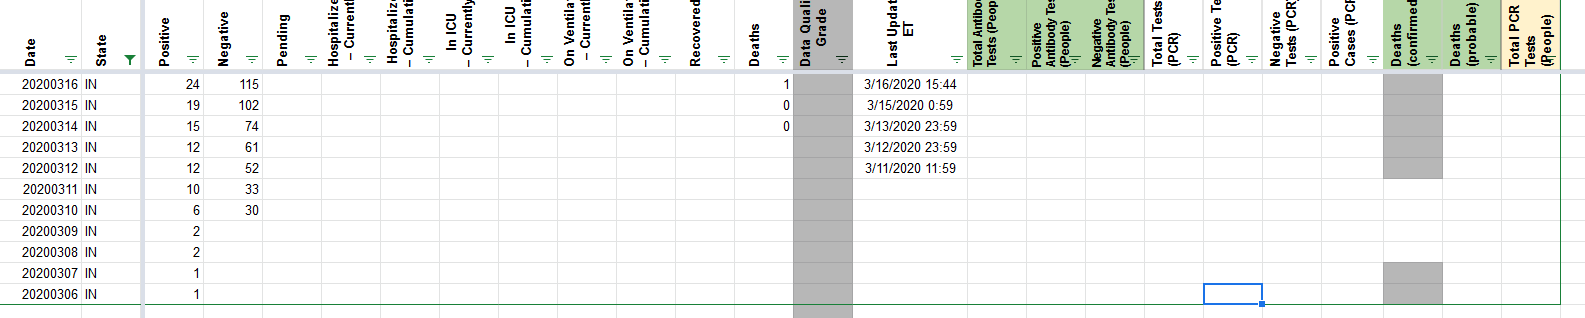 Date
State
Positive
Negative
Pending
Hospitalize
– Currently
Hospitaliz
– Cumulati
In ICU
– Currently
In ICU
– Cumulati
On Ventila
– Currentl
On Ventila
– Cumulati
Recovered
Deaths
Data Quali
Grade
Last Updat
ET
Total Antibod
Tests (Peop
Positive
Antibody Te
(People)
Negative
Antibody Tes
(People)
Total Tests
(PCR)
Positive Te
(PCR)
Negative
Tests (PCR
Positive
Cases (PCR
Deaths
(confirmed
Deaths
(probable)
Total PCR
Tests
(People)
20200316 IN 24 115 1 3/16/2020 15:44
20200315 IN 19 102 0 3/15/2020 0:59
20200314 IN 15 74 0 3/13/2020 23:59
20200313 IN 12 61 3/12/2020 23:59
20200312 IN 12 52 3/11/2020 11:59
20200311 IN 10 33
20200310 IN 6 30
20200309 IN 2
20200308 IN 2
20200307 IN 1
20200306 IN 1